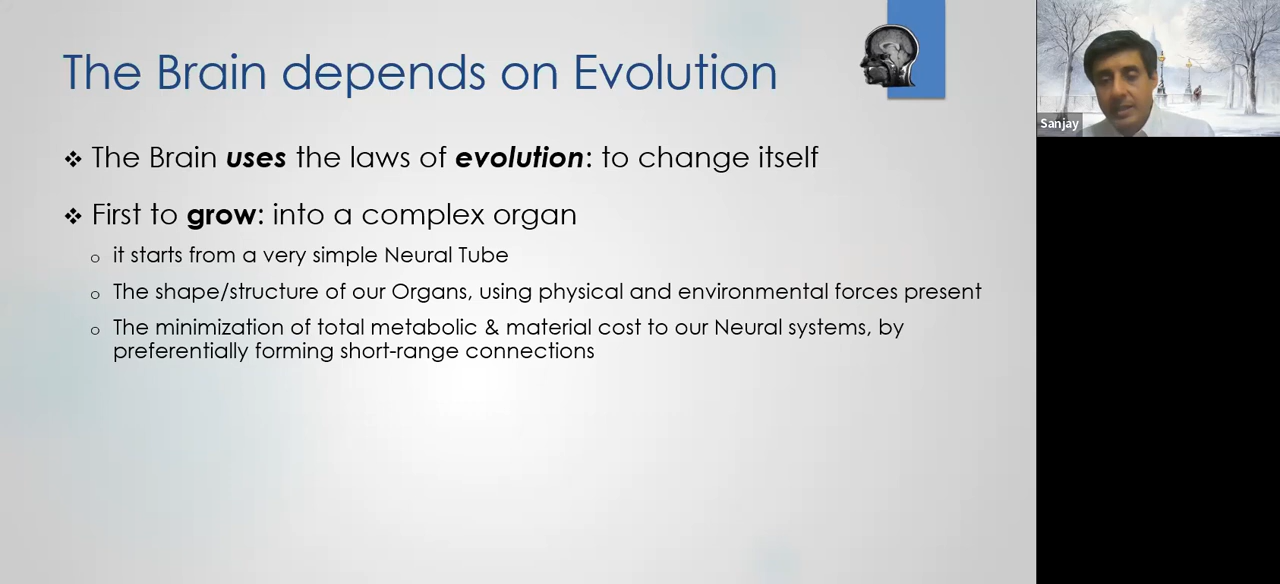 The Brain depends on Evolution
Sanjay
❖ The Brain uses the laws of evolution: to change itself
❖ First to grow: into a complex organ
o it starts from a very simple Neural Tube
o The shape/structure of our Organs, using physical and environmental forces present
o The minimization of total metabolic & material cost to our Neural systems, by
preferentially forming short-range connections